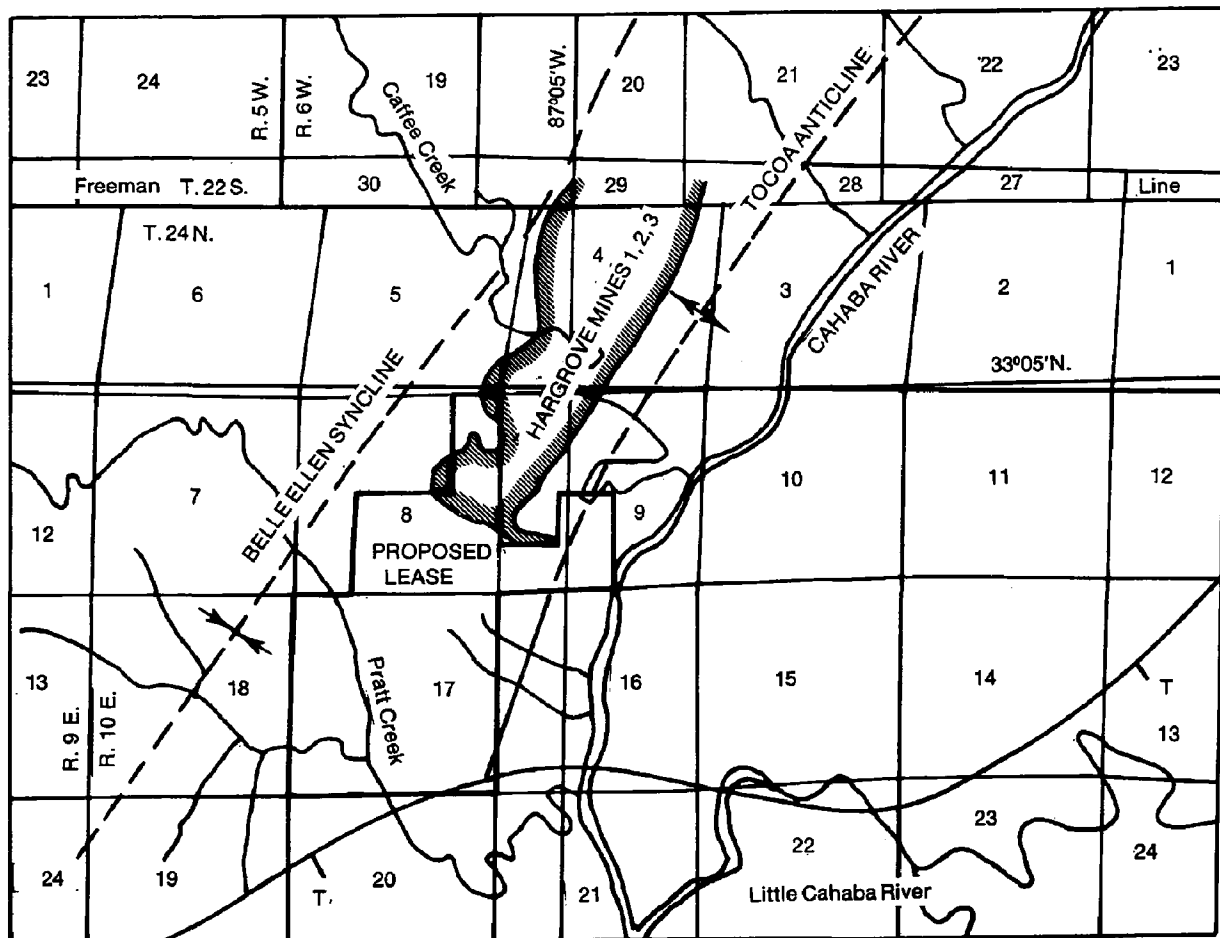 23
24
R. 5 W.
R. 6 W.
19
Caffee Creek
87°05'W.
20
21
TOCOA ANTICLINE
22
23
Freeman T. 22 S.
30
29
28
27
Line
T. 24 N.
1
6
5
4
HARGROVE MINES 1, 2, 3
3
CAHABA RIVER
2
1
33°05'N.
BELLE ELLEN SYNCLINE
12
7
8
PROPOSED
LEASE
9
10
11
12
13
R. 9 E.
R. 10 E.
18
Pratt Creek
17
16
15
14
T
13
24
19
T
20
21
22
Little Cahaba River
23
24